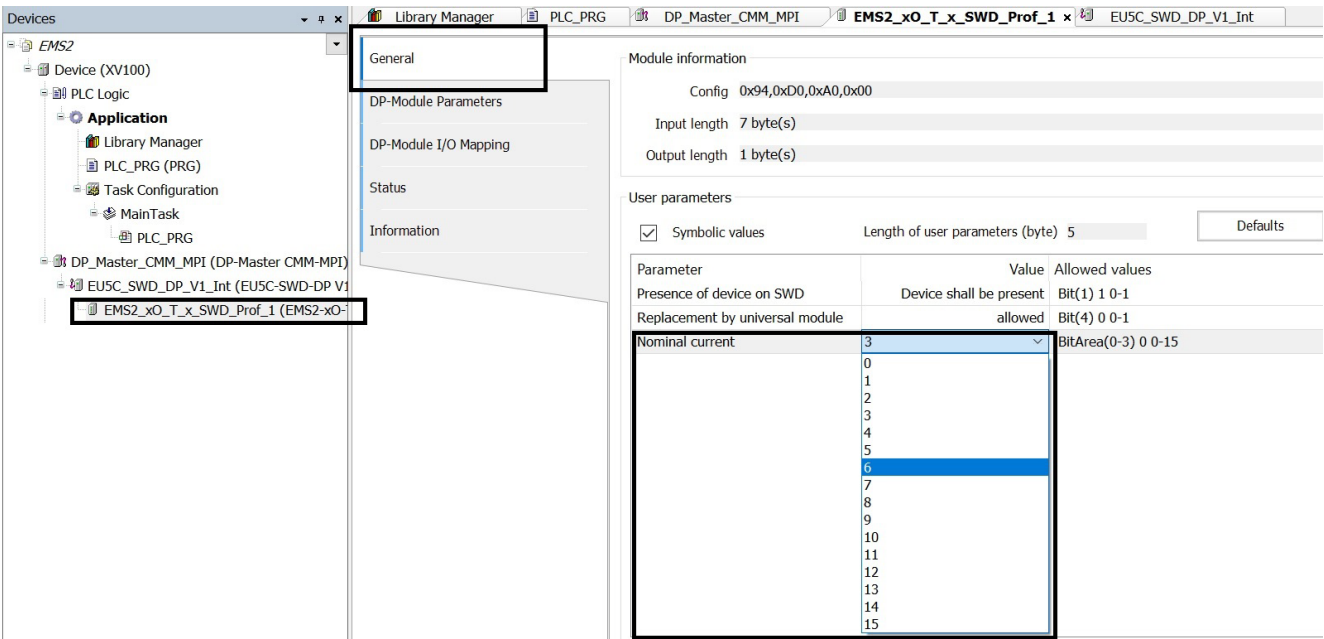 Devices
EMS2
Device (XV100)
PLC Logic
Application
Library Manager
PLC_PRG (PRG)
Task Configuration
MainTask
PLC_PRG
DP_Master_CMM_MPI (DP-Master CMM-MPI)
EU5C_SWD_DP_V1_Int (EU5C-SWD-DP V1
EMS2_xO_T_x_SWD_Prof_1 (EMS2-xO-T
Library Manager PLC_PRG DP_Master_CMM_MPI EMS2_xO_T_x_SWD_Prof_1 x EU5C_SWD_DP_V1_Int
General
DP-Module Parameters
DP-Module I/O Mapping
Status
Information
Module information
Config 0x94,0xD0,0xA0,0x00
Input length 7 byte(s)
Output length 1 byte(s)
User parameters
Symbolic values Length of user parameters (byte) 5 Defaults
Parameter Value Allowed values
Presence of device on SWD Device shall be present Bit(1) 1 0-1
Replacement by universal module allowed Bit(4) 0 0-1
Nominal current 3 BitArea(0-3) 0 0-15
0
1
2
3
4
5
6
7
8
9
10
11
12
13
14
15